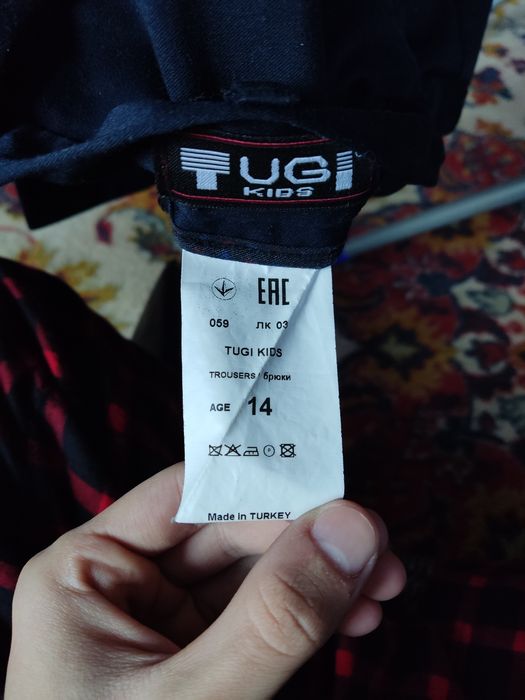 TUGI
KIDS
EAC
059 ЛК 03
TUGI KIDS
TROUSERS / брюки
AGE 14
Made in TURKEY